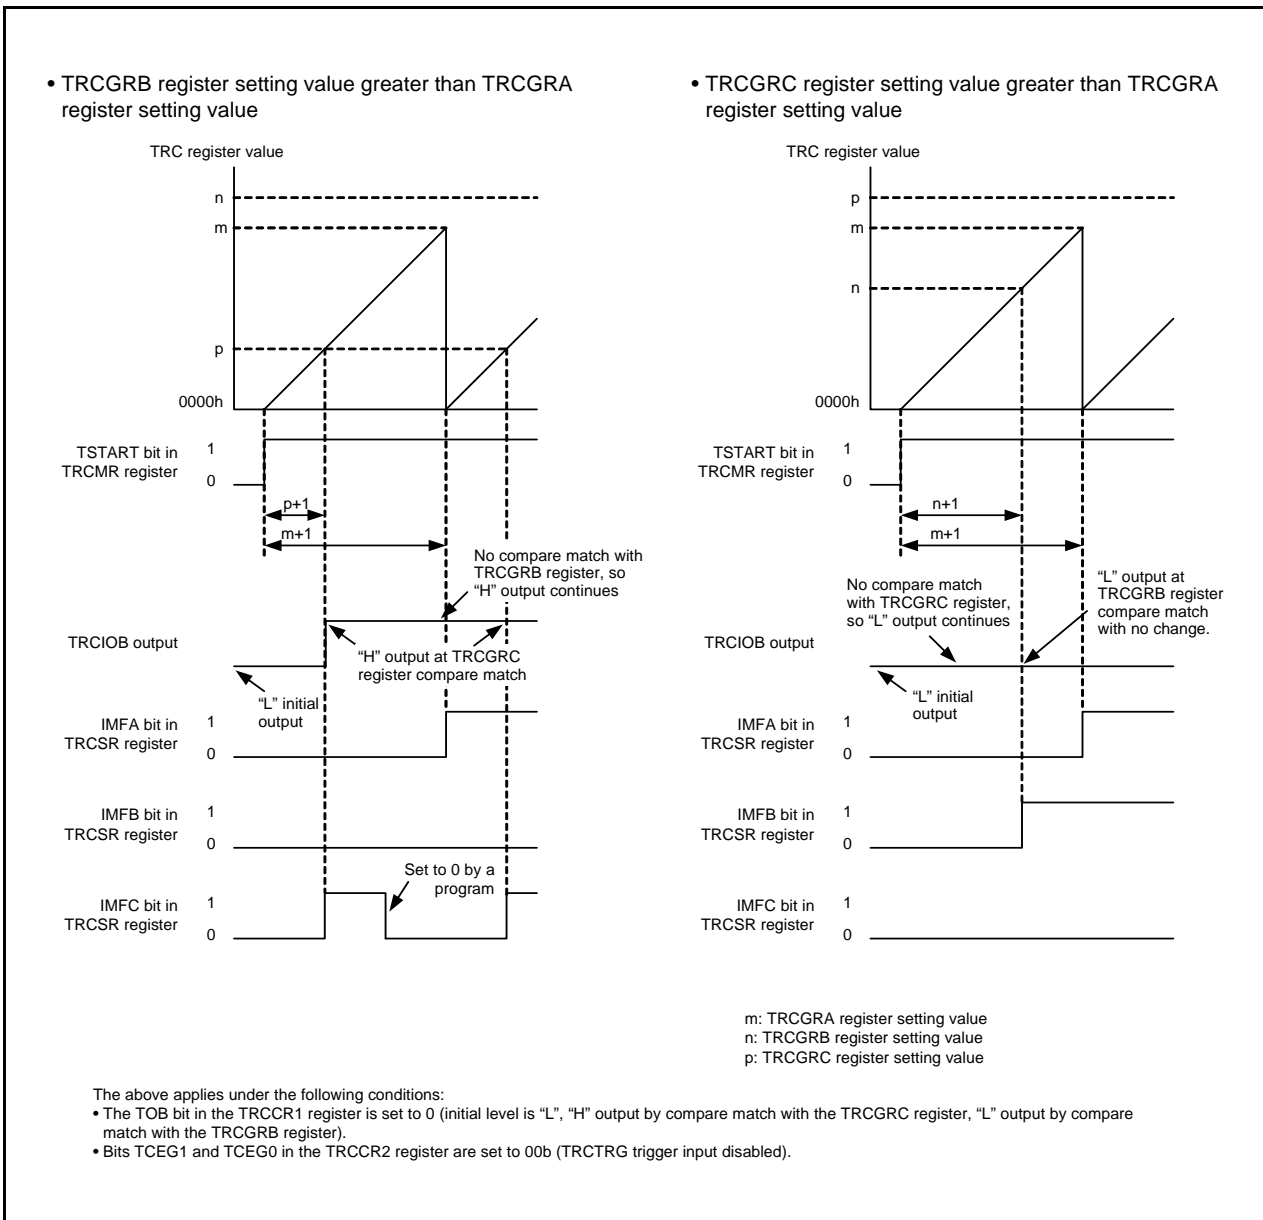 • TRCGRB register setting value greater than TRCGRA
register setting value
TRC register value
n
m
p
0000h
TSTART bit in
TRCMR register
1
0
p+1
m+1
No compare match with
TRCGRB register, so
“H” output continues
TRCIOB output
“H” output at TRCGRC
register compare match
“L” initial
output
IMFA bit in
TRCSR register
1
0
IMFB bit in
TRCSR register
1
0
Set to 0 by a
program
IMFC bit in
TRCSR register
1
0
• TRCGRC register setting value greater than TRCGRA
register setting value
TRC register value
p
m
n
0000h
TSTART bit in
TRCMR register
1
0
n+1
m+1
No compare match
with TRCGRC register,
so “L” output continues
“L” output at
TRCGRB register
compare match
with no change.
TRCIOB output
“L” initial
output
IMFA bit in
TRCSR register
1
0
IMFB bit in
TRCSR register
1
0
IMFC bit in
TRCSR register
1
0
m: TRCGRA register setting value
n: TRCGRB register setting value
p: TRCGRC register setting value
The above applies under the following conditions:
• The TOB bit in the TRCCR1 register is set to 0 (initial level is “L”, “H” output by compare match with the TRCGRC register, “L” output by compare
match with the TRCGRB register).
• Bits TCEG1 and TCEG0 in the TRCCR2 register are set to 00b (TRCTRG trigger input disabled).